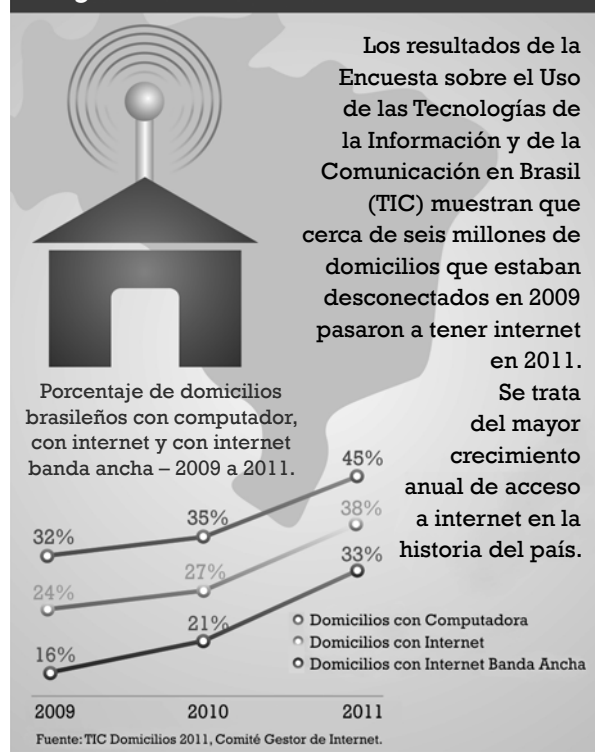 Los resultados de la
Encuesta sobre el Uso
de las Tecnologías de
la Información y de la
Comunicación en Brasil
(TIC) muestran que
cerca de seis millones de
domicilios que estaban
desconectados en 2009
pasaron a tener internet
en 2011.
Se trata
del mayor
crecimiento
anual de acceso
a internet en la
historia del país.
Porcentaje de domicilios
brasileños con computador,
con internet y con internet
banda ancha – 2009 a 2011.
32% 35% 45%
24% 27% 38%
16% 21% 33%
Domicilios con Computadora
Domicilios con Internet
Domicilios con Internet Banda Ancha
2009 2010 2011
Fuente: TIC Domicilios 2011, Comité Gestor de Internet.